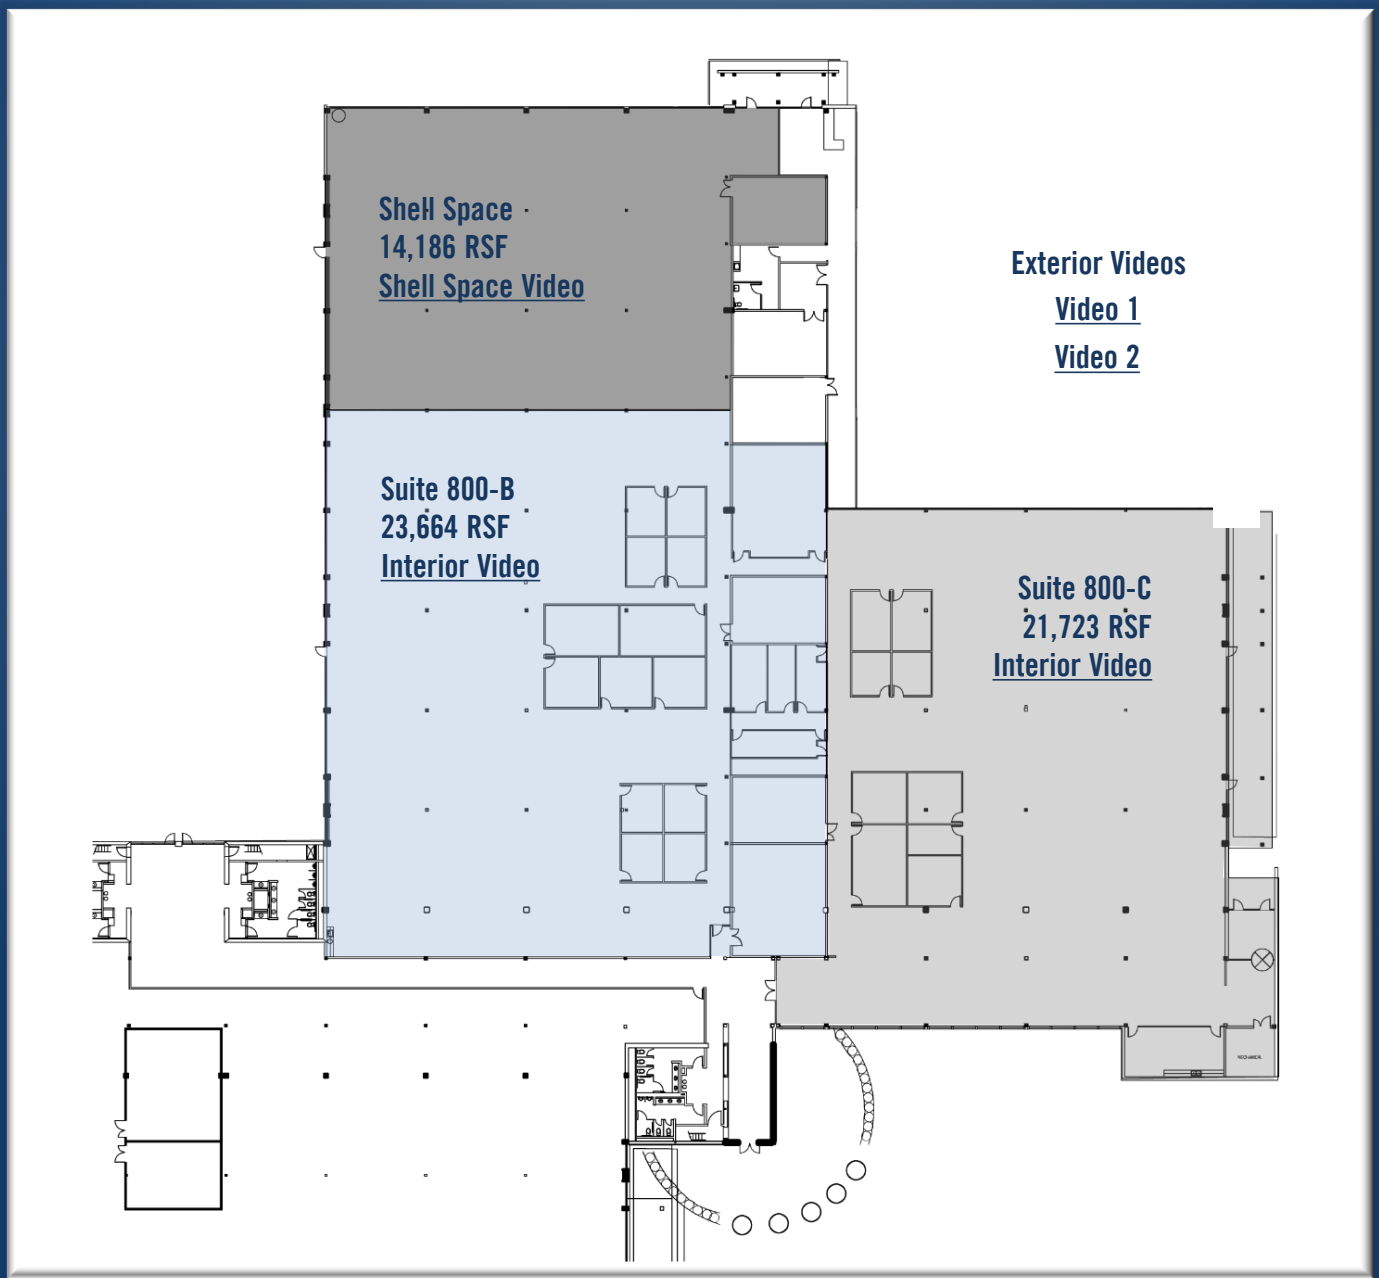 Shell Space
14,186 RSF
Shell Space Video
Exterior Videos
Video 1
Video 2
Suite 800-B
23,664 RSF
Interior Video
Suite 800-C
21,723 RSF
Interior Video
MECHANICAL